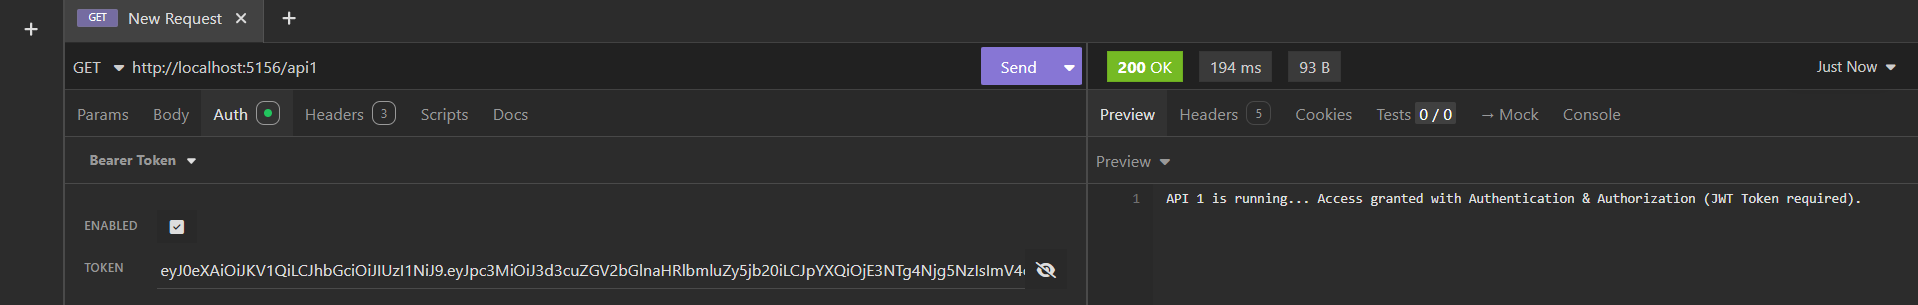 GET New Request
GET http://localhost:5156/api1 Send
200 OK 194 ms 93 B Just Now
Params Body Auth Headers 3 Scripts Docs
Preview Headers 5 Cookies Tests 0 / 0 → Mock Console
Bearer Token
Preview
1 API 1 is running... Access granted with Authentication & Authorization (JWT Token required).
ENABLED
TOKEN eyJ0eXAiOiJKV1QiLCJhbGciOiJIUzI1NiJ9.eyJpc3MiOiJ3d3cuZGV2bGlnaHRlbmluZy5jb20iLCJpYXQiOjE3NTg4Njg5NzIsImV4